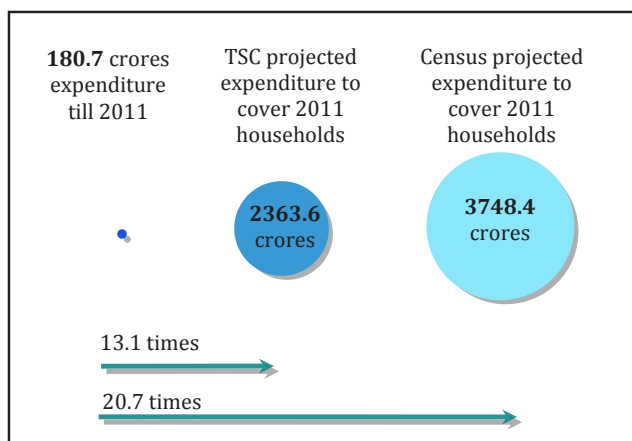 180.7 crores
expenditure
till 2011
TSC projected
expenditure to
cover 2011
households
Census projected
expenditure to
cover 2011
households
2363.6
crores
3748.4
crores
13.1 times
20.7 times